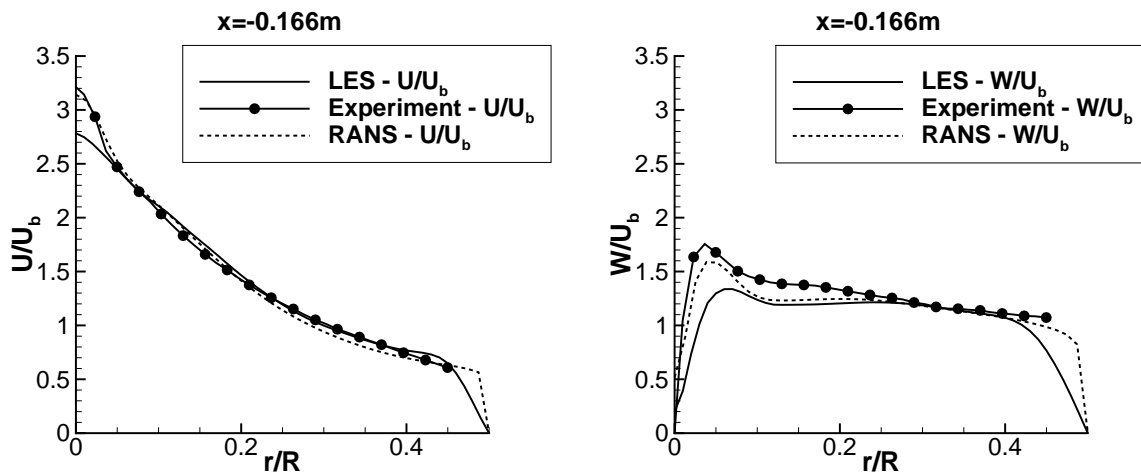 x=-0.166m
LES - U/U_b
Experiment - U/U_b
RANS - U/U_b
3.5
3
2.5
2
1.5
1
0.5
0
U/U_b
0
0.2
0.4
r/R
x=-0.166m
LES - W/U_b
Experiment - W/U_b
RANS - W/U_b
3.5
3
2.5
2
1.5
1
0.5
0
W/U_b
0
0.2
0.4
r/R